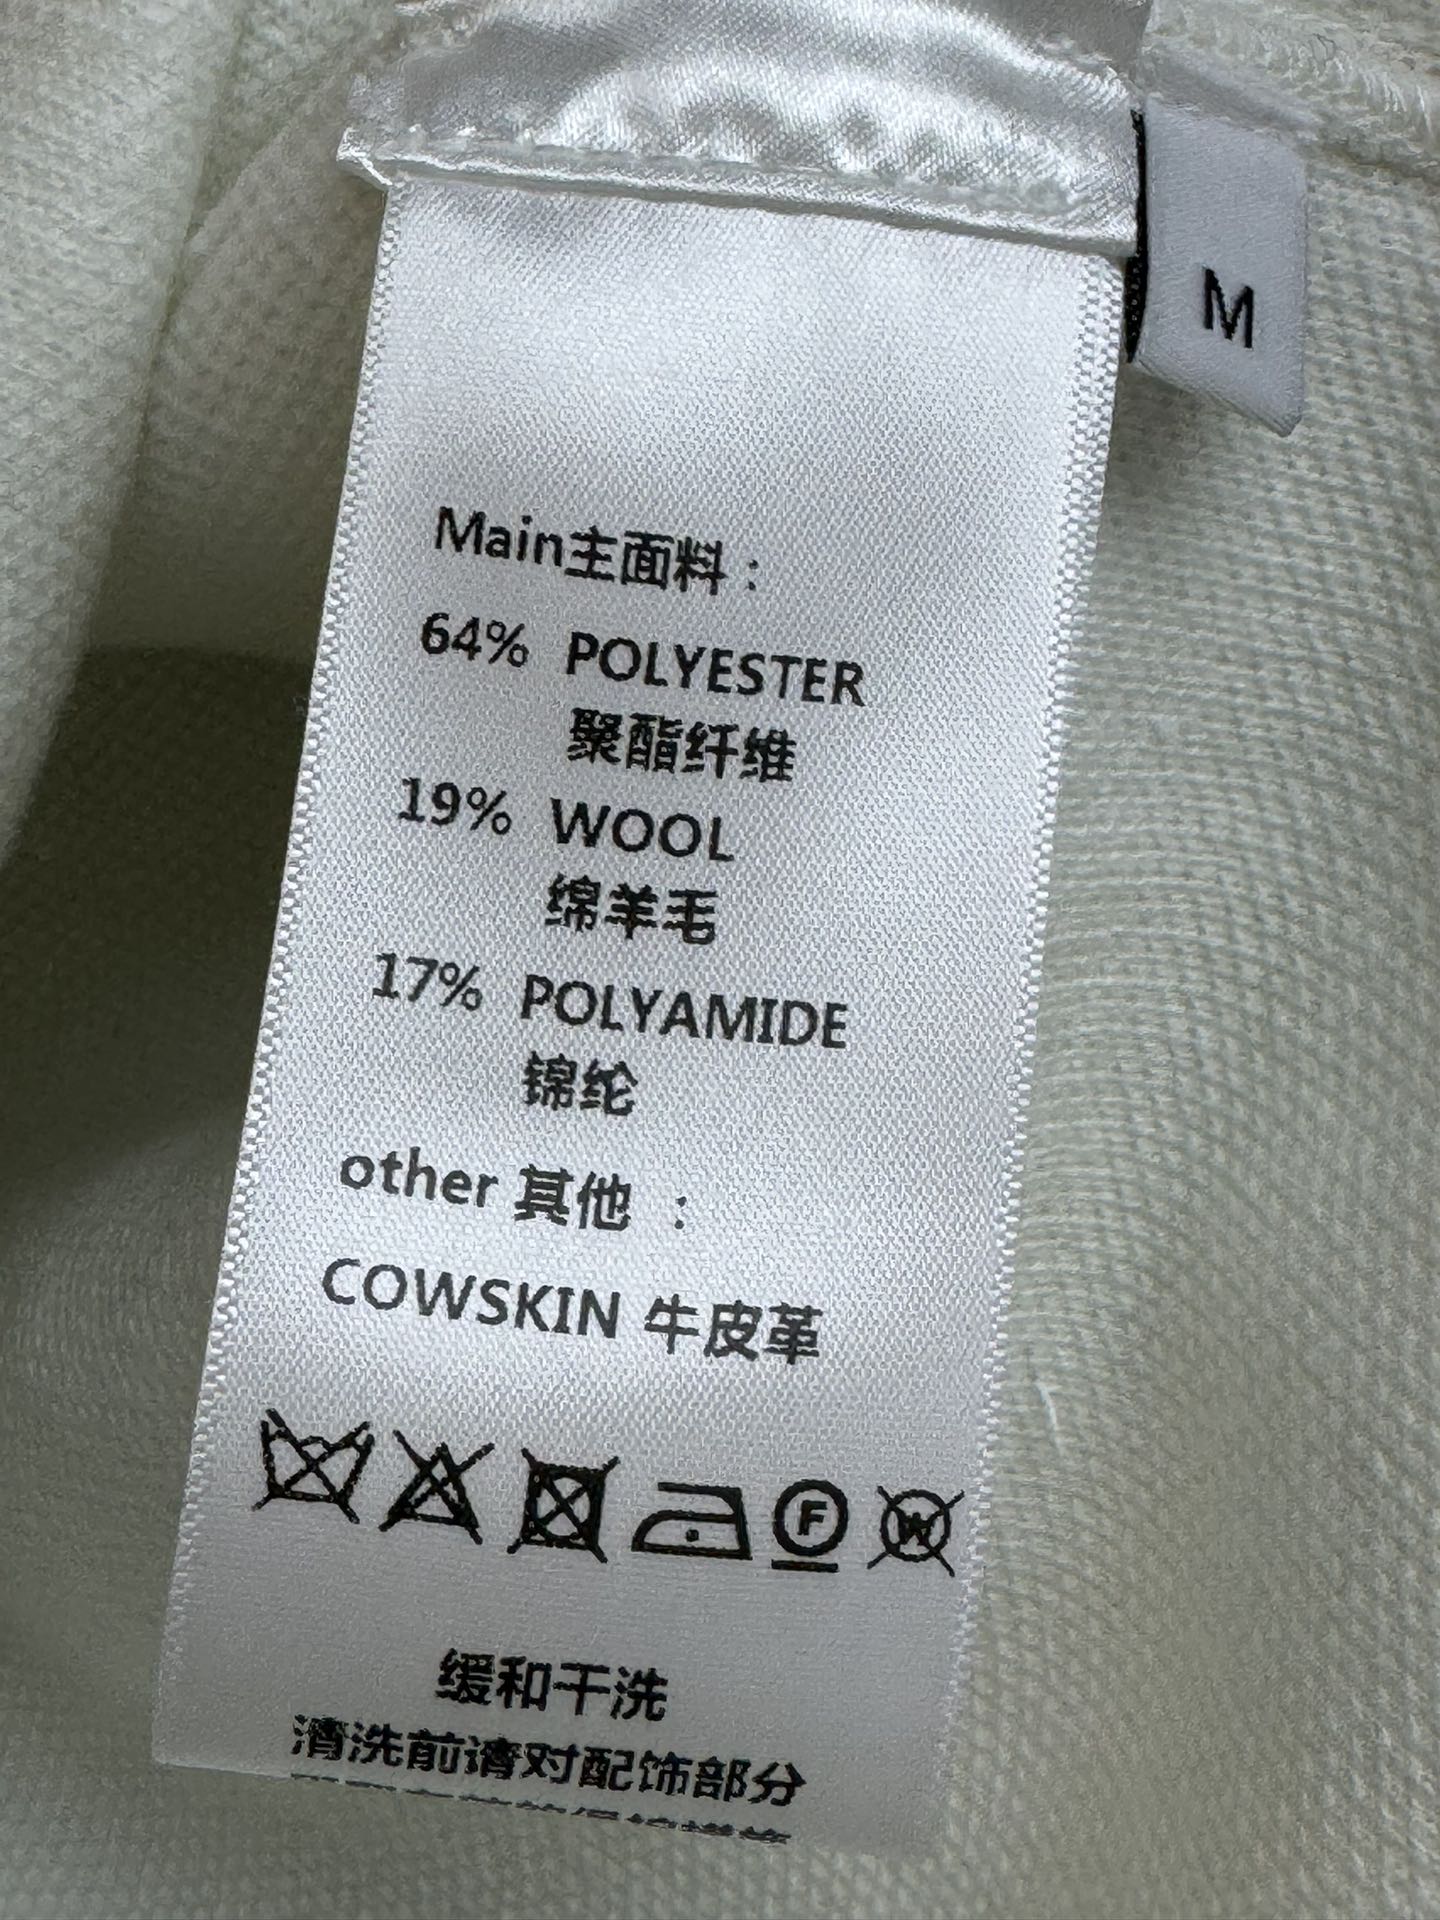 M
Main主面料：
64% POLYESTER
聚酯纤维
19% WOOL
绵羊毛
17% POLYAMIDE
锦纶
other 其他 ：
COWSKIN 牛皮革
F W
缓和干洗
清洗前请对配饰部分